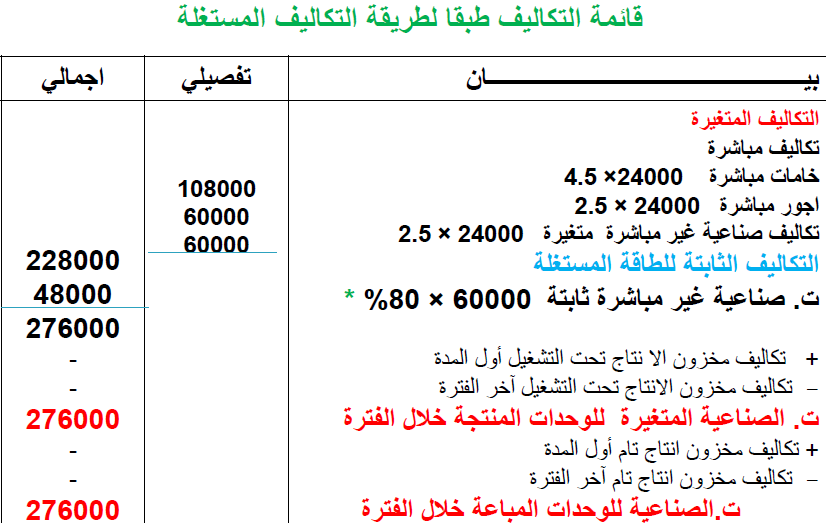 قائمة التكاليف طبقا لطريقة التكاليف المستغلة
بيـــــــــــــان تفصيلي اجمالي
التكاليف المتغيرة
تكاليف مباشرة
خامات مباشرة 24000× 4.5 108000
اجور مباشرة 24000 × 2.5 60000
تكاليف صناعية غير مباشرة متغيرة 24000 × 2.5 60000 228000
التكاليف الثابتة للطاقة المستغلة
ت. صناعية غير مباشرة ثابتة 60000 × 80% * 48000
276000
+ تكاليف مخزون الا نتاج تحت التشغيل أول المدة -
– تكاليف مخزون الانتاج تحت التشغيل آخر الفترة -
ت. الصناعية المتغيرة للوحدات المنتجة خلال الفترة 276000
+ تكاليف مخزون انتاج تام أول المدة -
– تكاليف مخزون انتاج تام آخر الفترة -
ت.الصناعية للوحدات المباعة خلال الفترة 276000